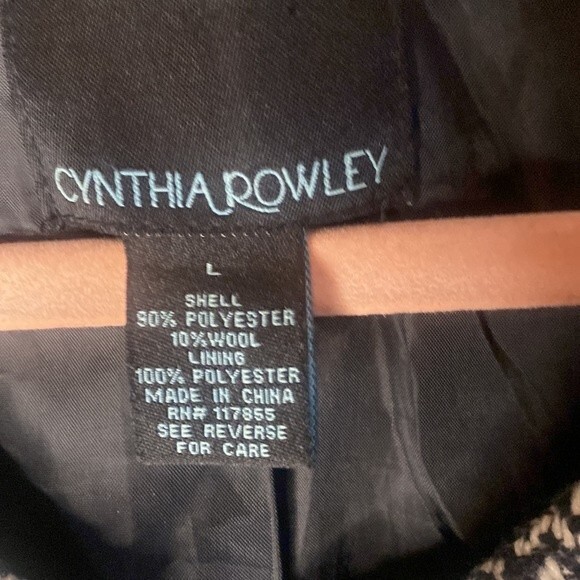 CYNTHIA ROWLEY
L
SHELL
90% POLYESTER
10% WOOL
LINING
100% POLYESTER
MADE IN CHINA
RN# 117855
SEE REVERSE
FOR CARE